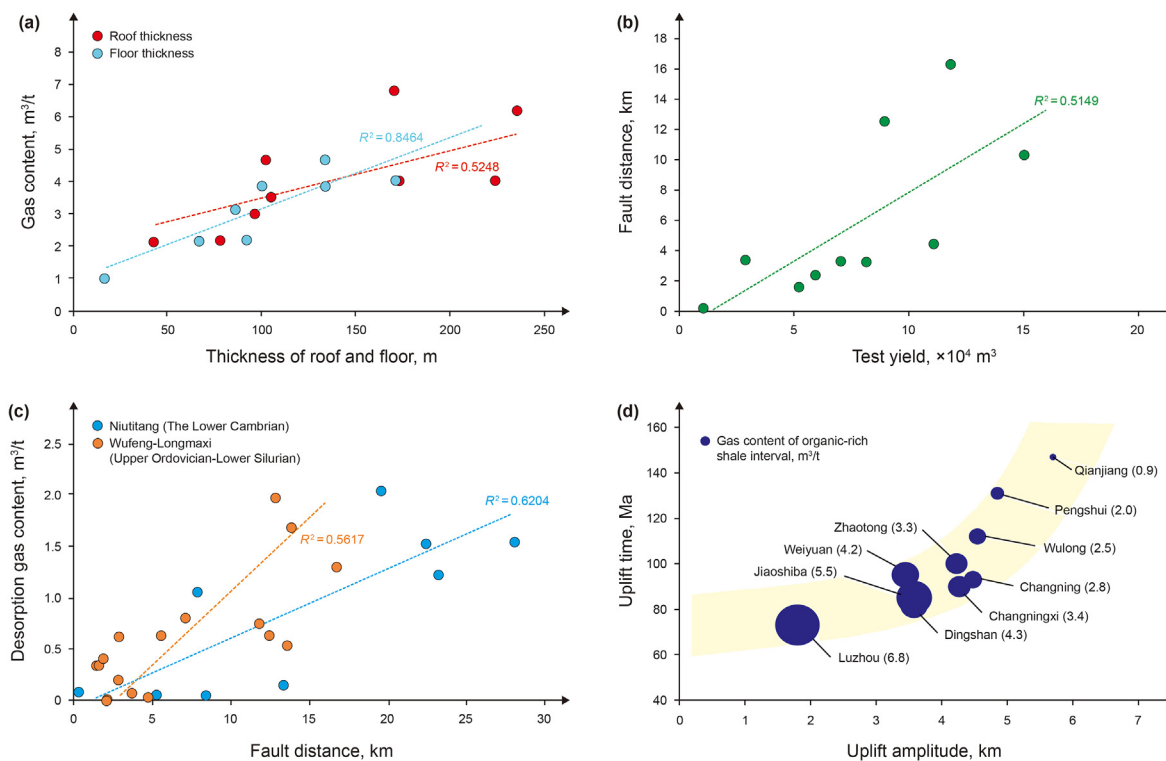 (a)
Gas content, m³/t
8
7
6
5
4
3
2
1
0
Roof thickness
Floor thickness
R² = 0.8464
R² = 0.5248
0 50 100 150 200 250
Thickness of roof and floor, m
(b)
Fault distance, km
18
16
14
12
10
8
6
4
2
0
R² = 0.5149
0 5 10 15 20
Test yield, ×10⁴ m³
(c)
Desorption gas content, m³/t
2.5
2.0
1.5
1.0
0.5
0
Niutitang (The Lower Cambrian)
Wufeng-Longmaxi
(Upper Ordovician-Lower Silurian)
R² = 0.6204
R² = 0.5617
0 5 10 15 20 25 30
Fault distance, km
(d)
Uplift time, Ma
160
140
120
100
80
60
40
Gas content of organic-rich
shale interval, m³/t
Qianjiang (0.9)
Pengshui (2.0)
Zhaotong (3.3)
Wulong (2.5)
Weiyuan (4.2)
Jiaoshiba (5.5)
Changning (2.8)
Changningxi (3.4)
Dingshan (4.3)
Luzhou (6.8)
0 1 2 3 4 5 6 7
Uplift amplitude, km